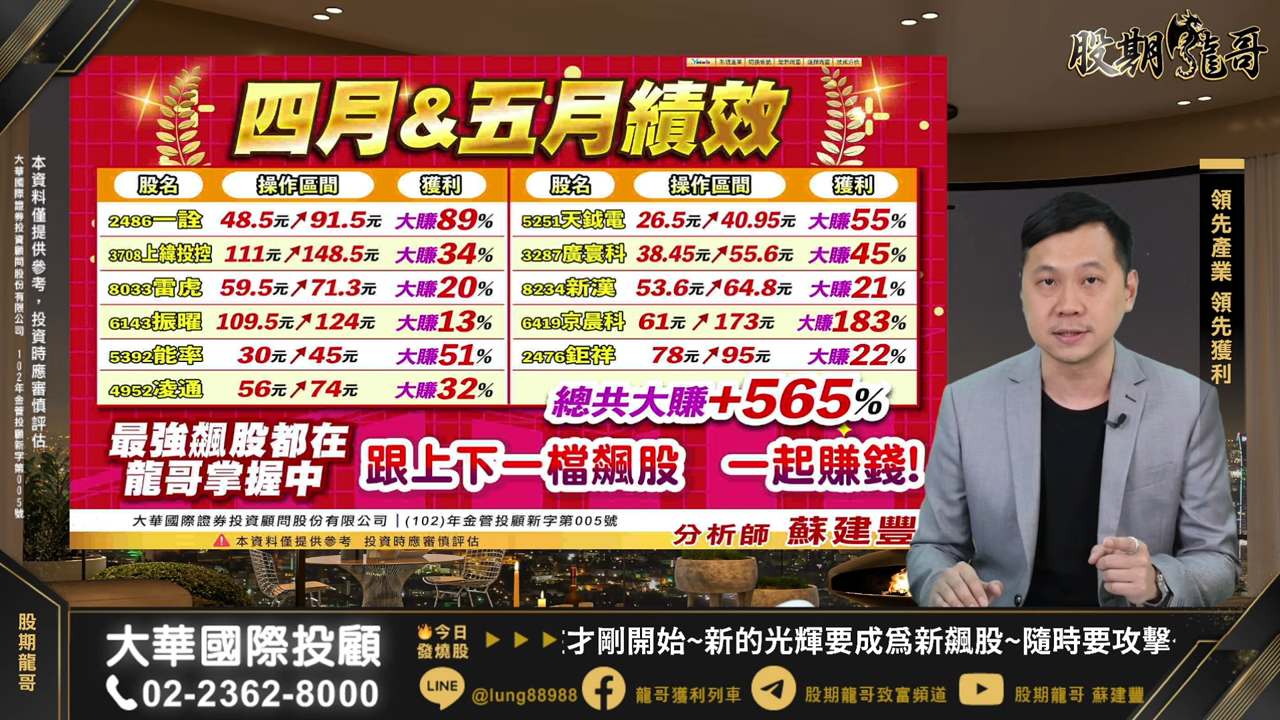 股期龍哥
四月&五月績效
股名 操作區間 獲利 股名 操作區間 獲利
2486一詮 48.5元↗91.5元 大賺89% 5251天鉞電 26.5元↗40.95元 大賺55%
3708上緯投控 111元↗148.5元 大賺34% 3287廣寰科 38.45元↗55.6元 大賺45%
8033雷虎 59.5元↗71.3元 大賺20% 8234新漢 53.6元↗64.8元 大賺21%
6143振曜 109.5元↗124元 大賺13% 6419京晨科 61元↗173元 大賺183%
5392能率 30元↗45元 大賺51% 2476鉅祥 78元↗95元 大賺22%
4952凌通 56元↗74元 大賺32%
總共大賺+565%
最強飆股都在
龍哥掌握中
跟上下一檔飆股 一起賺錢!
大華國際證券投資顧問股份有限公司│(102)年金管投顧新字第005號
本資料僅提供參考 投資時應審慎評估
分析師 蘇建豐
本資料僅提供參考,投資時應審慎評估
大華國際證券投資顧問股份有限公司 102年金管投顧新字第005號
領先產業 領先獲利
股期龍哥
大華國際投顧
02-2362-8000
今日
發燒股
才剛開始~新的光輝要成為新飆股~隨時要攻擊
LINE @lung88988 龍哥獲利列車 股期龍哥致富頻道 股期龍哥 蘇建豐